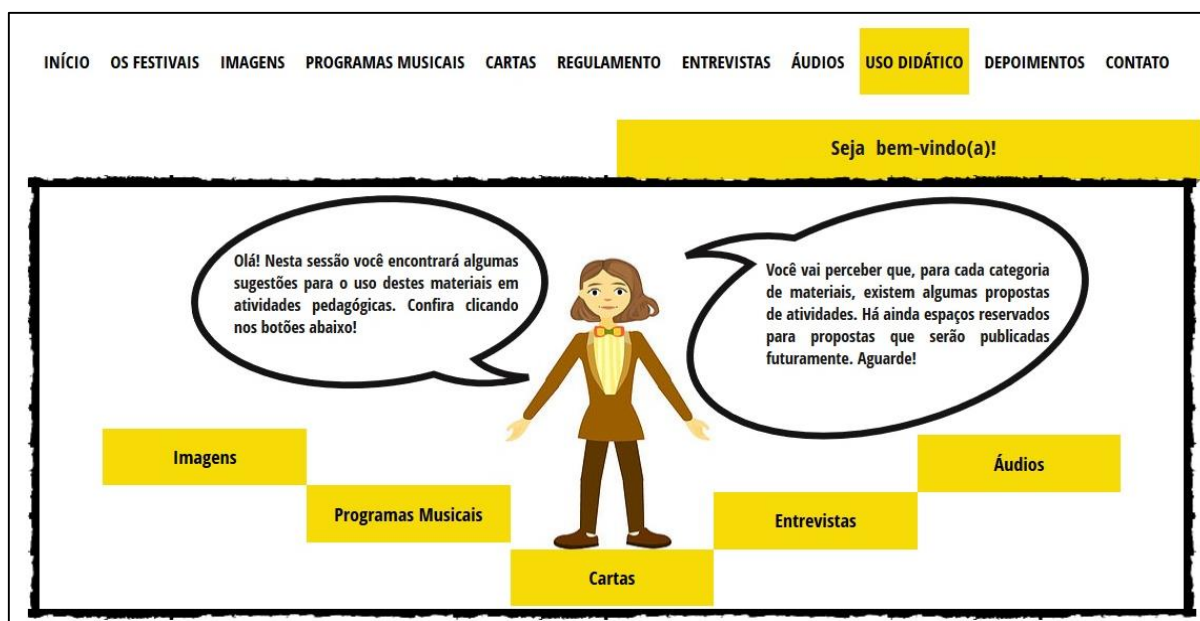 INÍCIO OS FESTIVAIS IMAGENS PROGRAMAS MUSICAIS CARTAS REGULAMENTO ENTREVISTAS ÁUDIOS USO DIDÁTICO DEPOIMENTOS CONTATO
Seja bem-vindo(a)!
Olá! Nesta sessão você encontrará algumas
sugestões para o uso destes materiais em
atividades pedagógicas. Confira clicando
nos botões abaixo!
Você vai perceber que, para cada categoria
de materiais, existem algumas propostas
de atividades. Há ainda espaços reservados
para propostas que serão publicadas
futuramente. Aguarde!
Imagens
Programas Musicais
Cartas
Entrevistas
Áudios